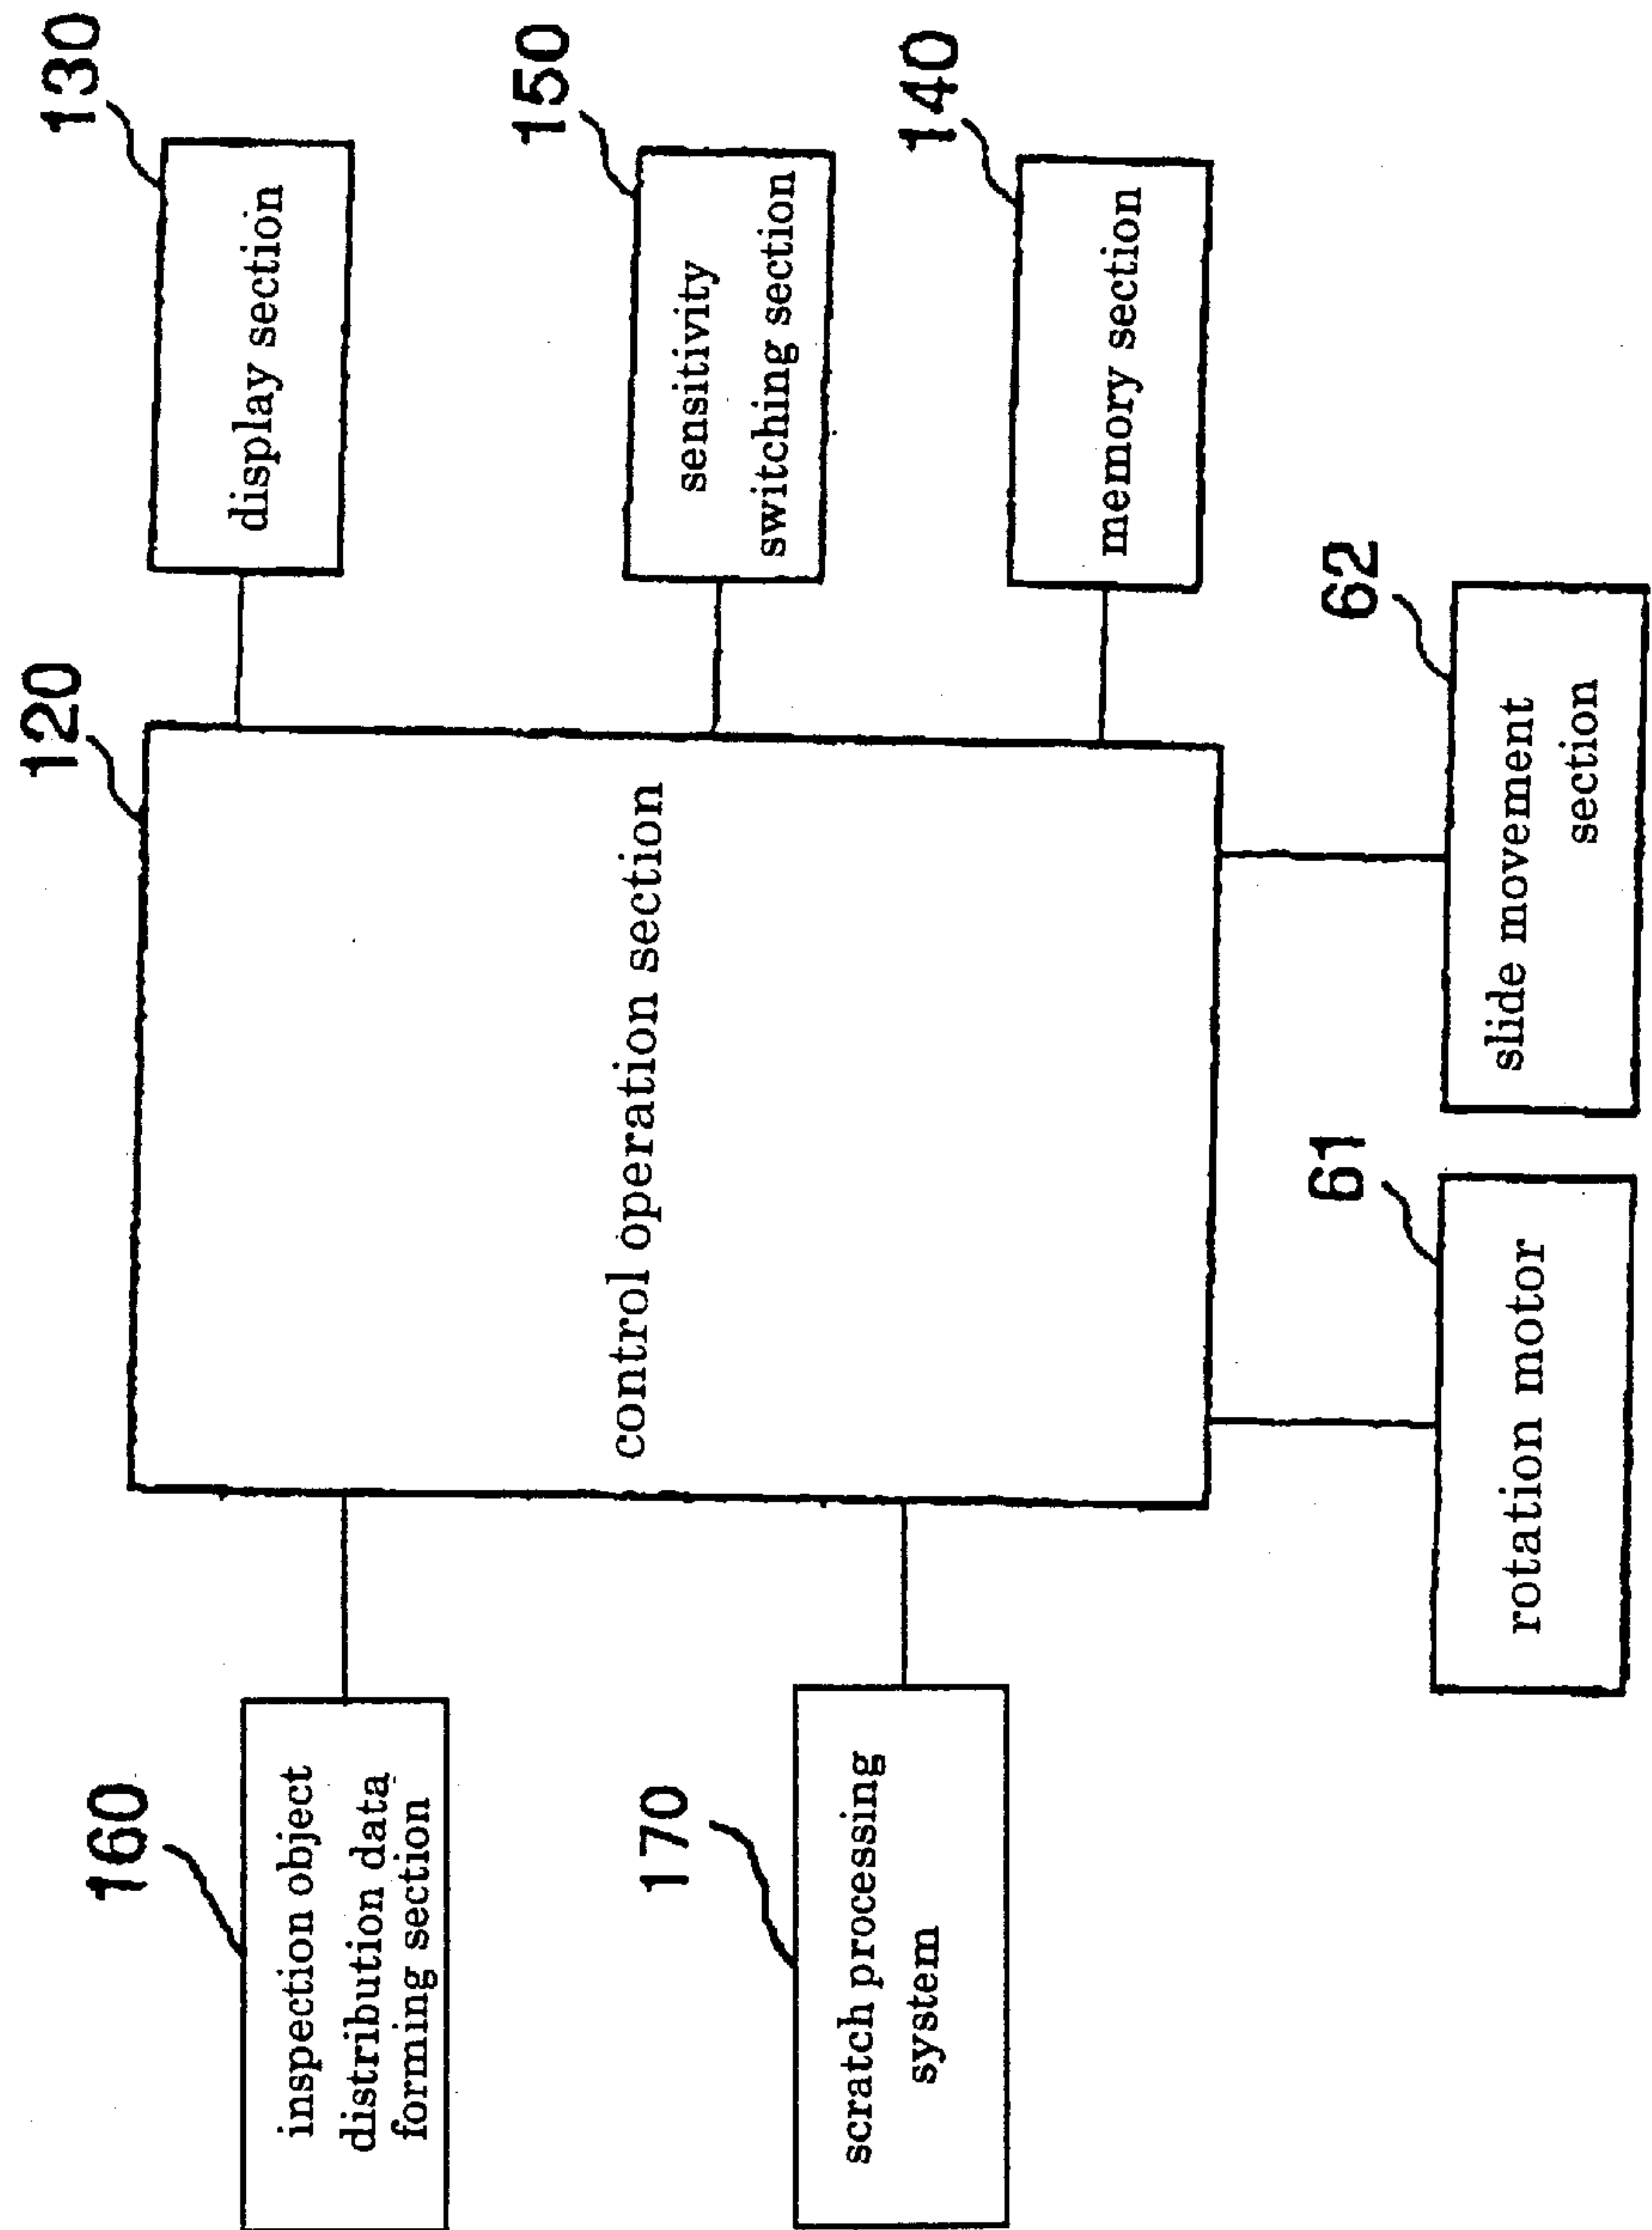 160
inspection object
distribution data
forming section
170
scratch processing
system
120
control operation section
130
display section
150
sensitivity
switching section
140
memory section
61
rotation motor
62
slide movement
section